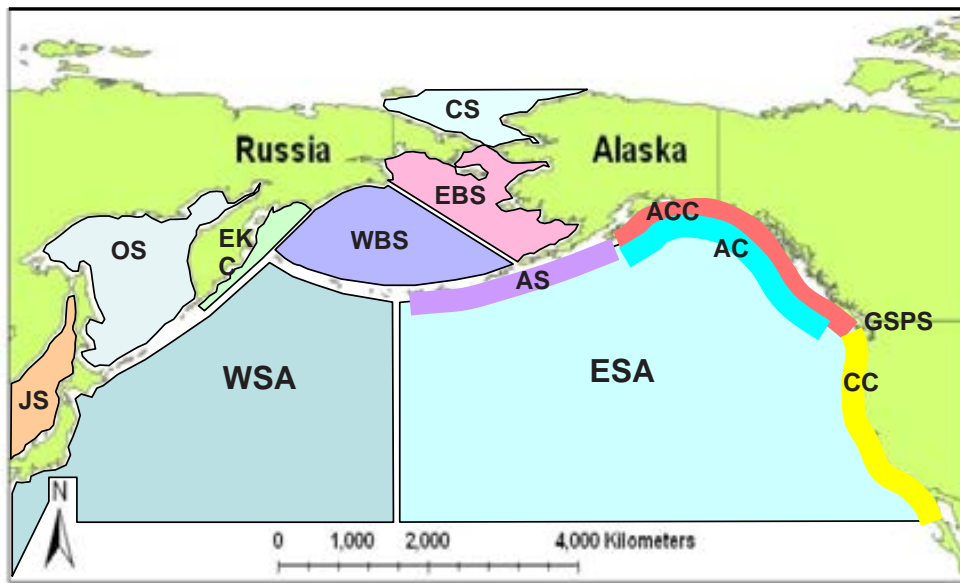 CS
Russia
Alaska
EBS
ACC
OS
EK
C
WBS
AC
AS
GSPS
WSA
ESA
CC
JS
N
0 1,000 2,000 4,000 Kilometers